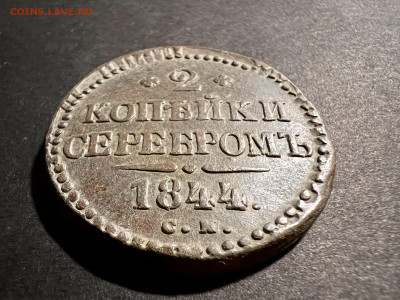 COINS.LAVE.RU
* 2 *
КОПѢЙКИ
СЕРЕБРОМЪ
1844.
С. М.